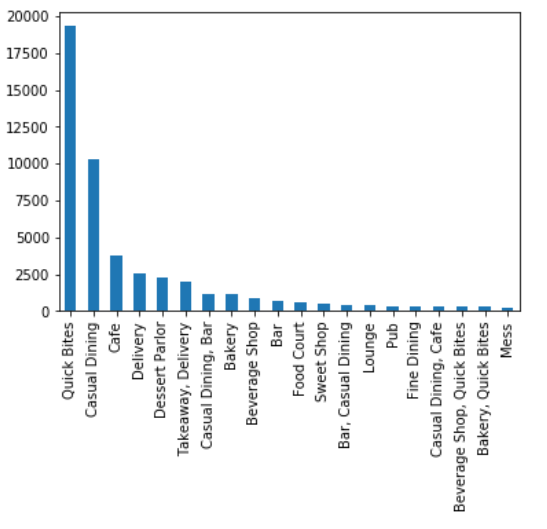 20000
17500
15000
12500
10000
7500
5000
2500
0
Quick Bites
Casual Dining
Cafe
Delivery
Dessert Parlor
Takeaway, Delivery
Casual Dining, Bar
Bakery
Beverage Shop
Bar
Food Court
Sweet Shop
Bar, Casual Dining
Lounge
Pub
Fine Dining
Casual Dining, Cafe
Beverage Shop, Quick Bites
Bakery, Quick Bites
Mess